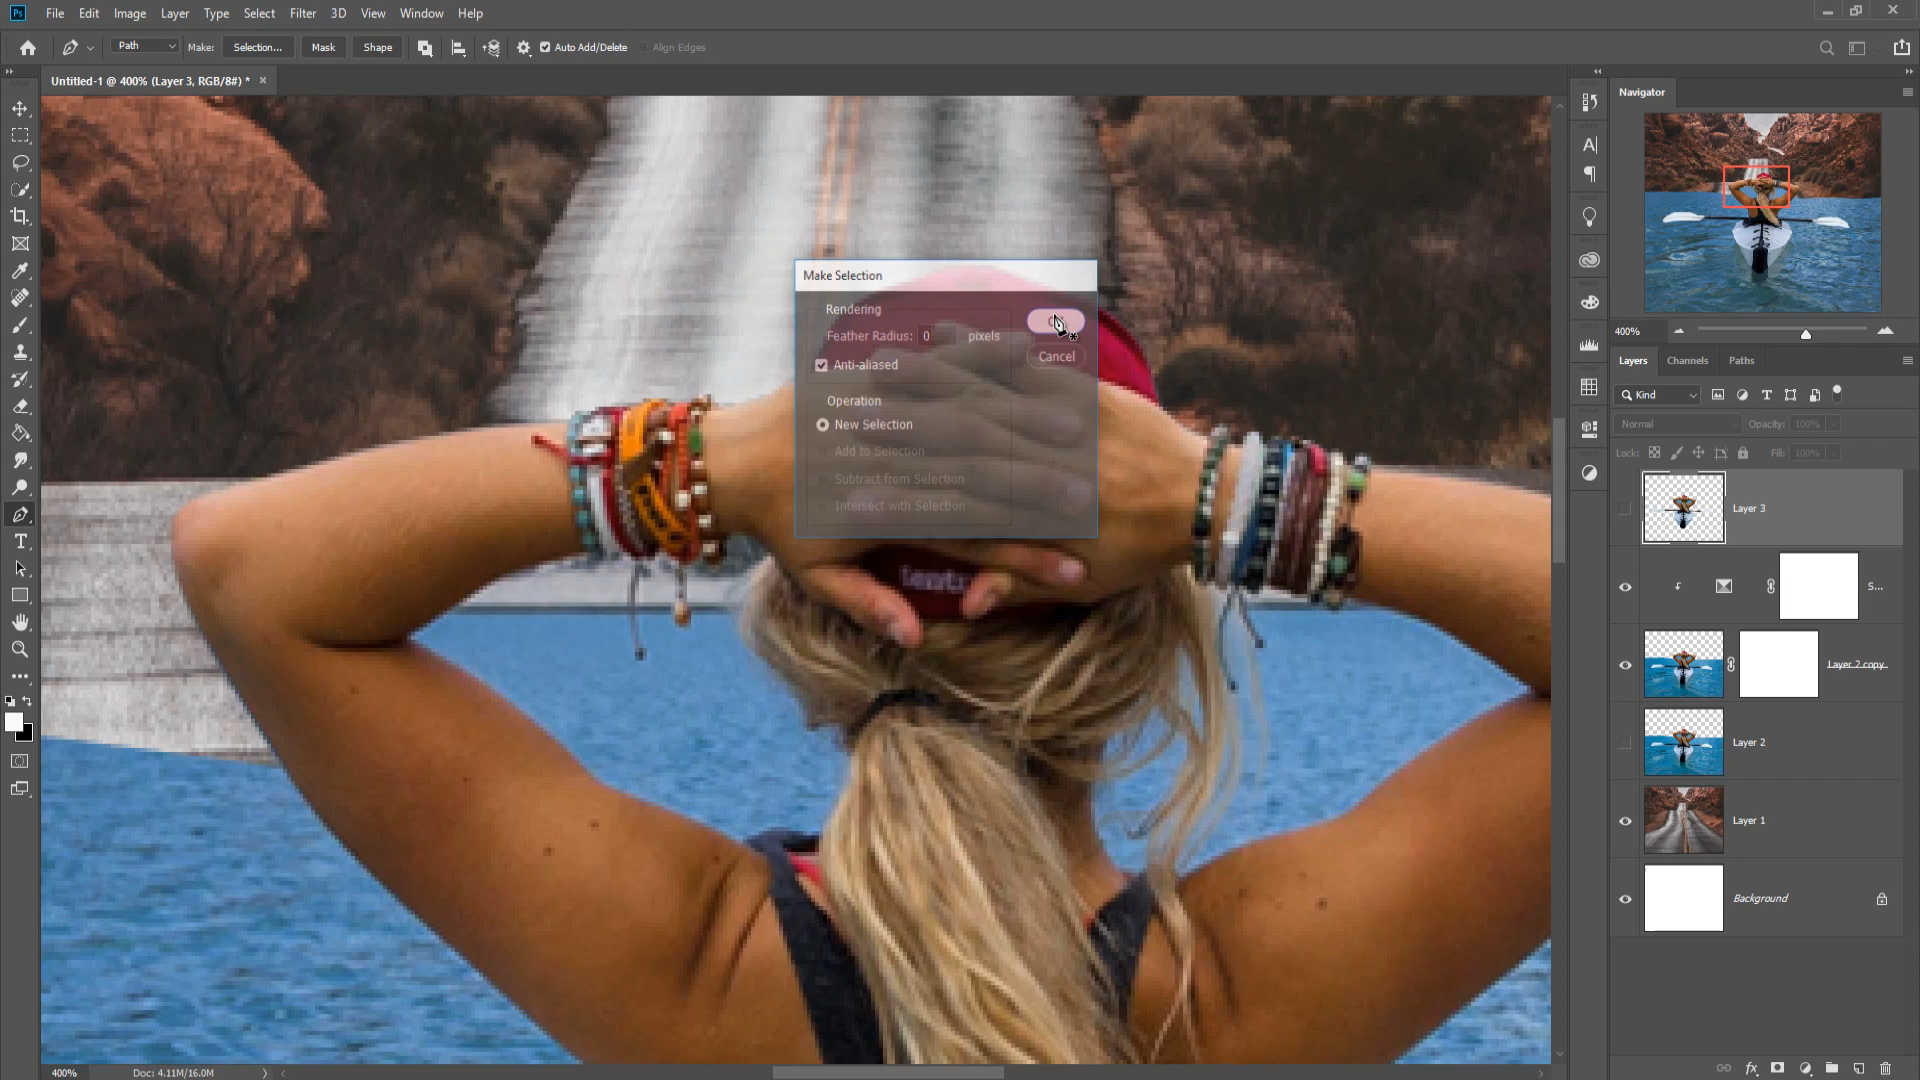 Ps File Edit Image Layer Type Select Filter 3D View Window Help
Path Make: Selection... Mask Shape Auto Add/Delete Align Edges
Untitled-1 @ 400% (Layer 3, RGB/8#) *
Navigator
400%
Layers Channels Paths
Kind
Normal Opacity: 100%
Lock: Fill: 100%
Layer 3
S...
Layer 2 copy
Layer 2
Layer 1
Background
Make Selection
Rendering
Feather Radius: 0 pixels
Anti-aliased
Cancel
Operation
New Selection
Add to Selection
Subtract from Selection
Intersect with Selection
400% Doc: 4.11M/16.0M